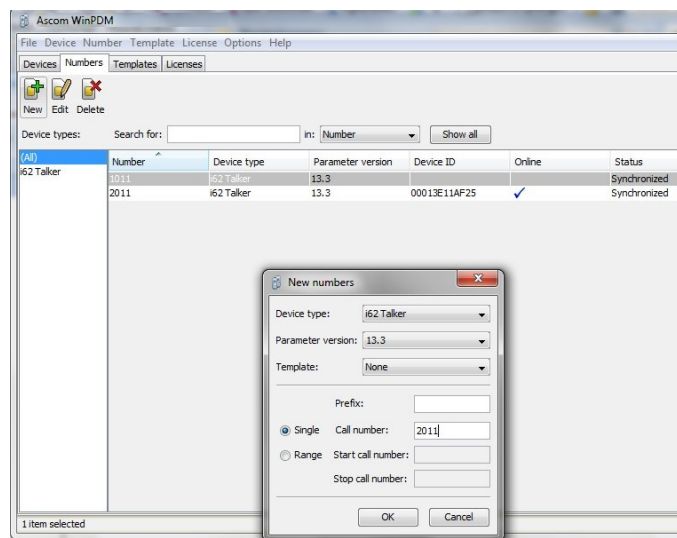 Ascom WinPDM
File Device Number Template License Options Help
Devices Numbers Templates Licenses
New Edit Delete
Device types: Search for: in: Number Show all
(All)
i62 Talker
Number Device type Parameter version Device ID Online Status
1011 i62 Talker 13.3 Synchronized
2011 i62 Talker 13.3 00013E11AF25 Synchronized
New numbers
Device type: i62 Talker
Parameter version: 13.3
Template: None
Prefix:
Single Call number: 2011
Range Start call number:
Stop call number:
OK Cancel
1 item selected